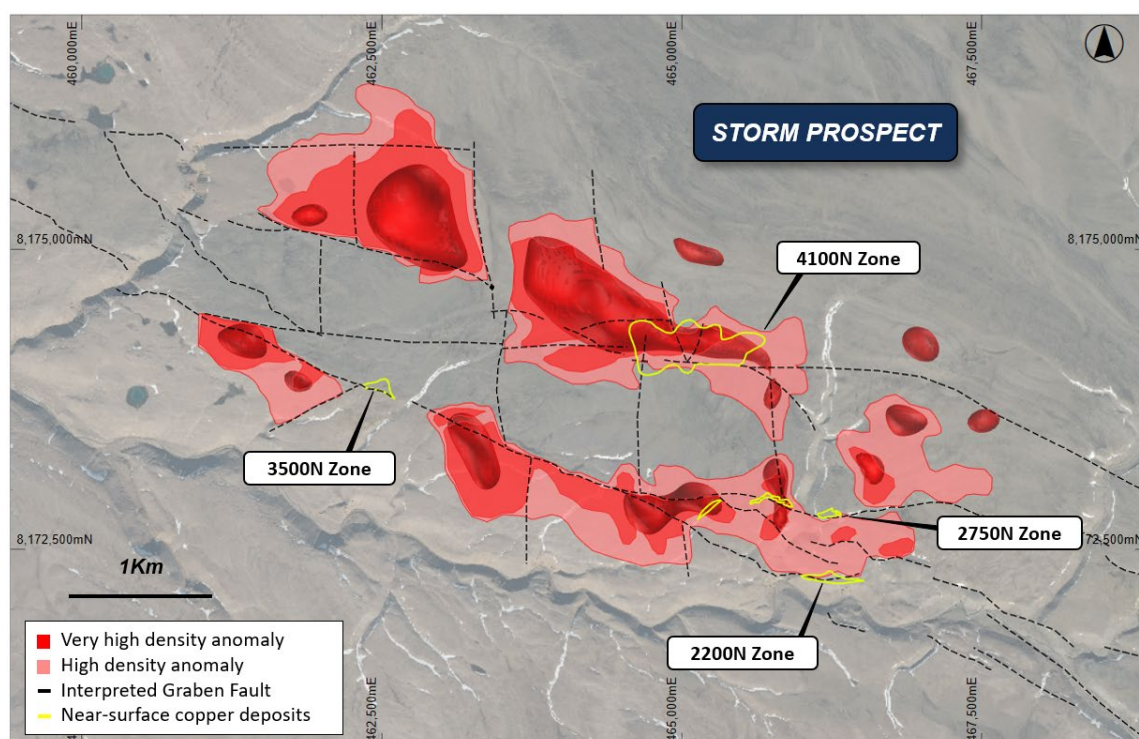 460,000mE
462,500mE
465,000mE
467,500mE
STORM PROSPECT
8,175,000mN
8,175,000mN
4100N Zone
3500N Zone
8,172,500mN
2750N Zone
72,500mN
1Km
2200N Zone
Very high density anomaly
High density anomaly
Interpreted Graben Fault
Near-surface copper deposits
460,000mE
462,500mE
465,000mE
467,500mE